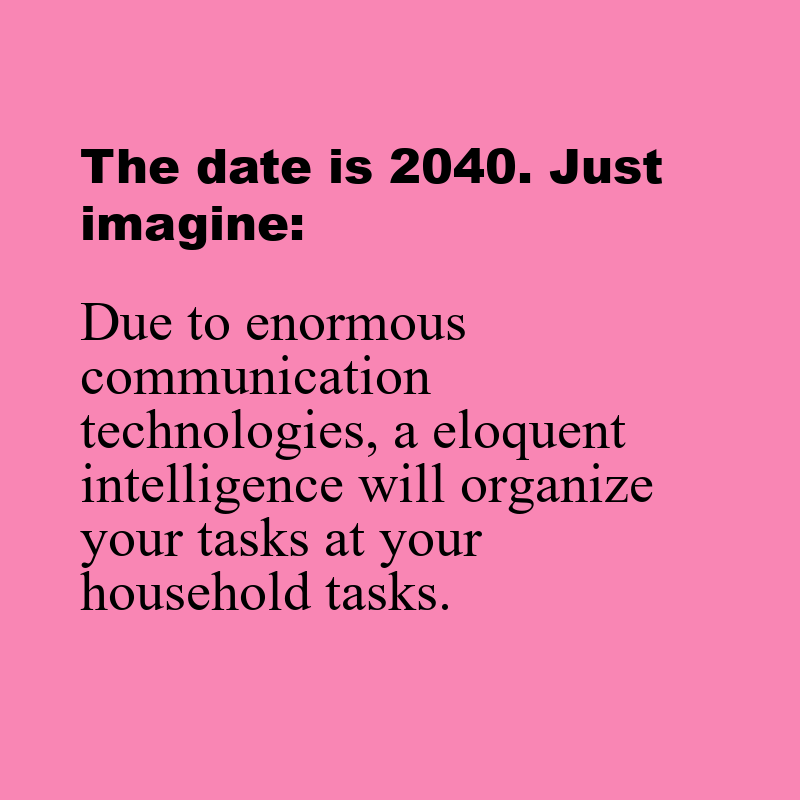 The date is 2040. Just
imagine:
Due to enormous
communication
technologies, a eloquent
intelligence will organize
your tasks at your
household tasks.